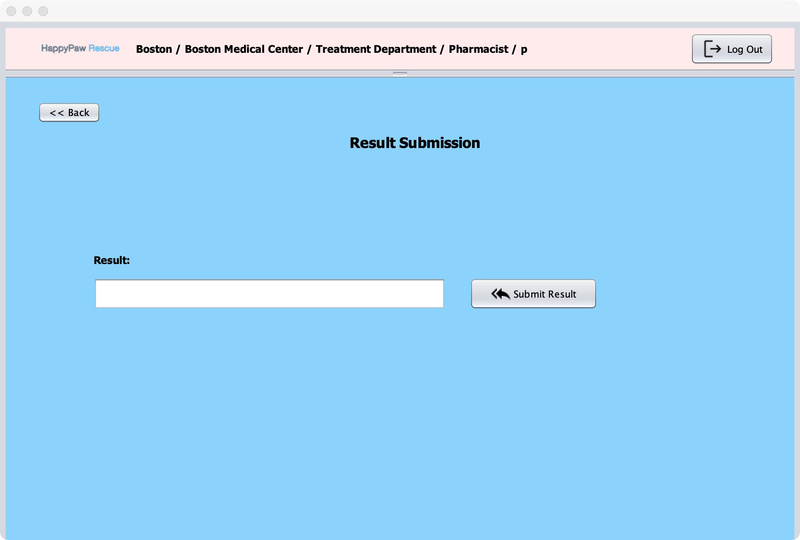 HappyPaw Rescue
Boston / Boston Medical Center / Treatment Department / Pharmacist / p
Log Out
<< Back
Result Submission
Result:
Submit Result